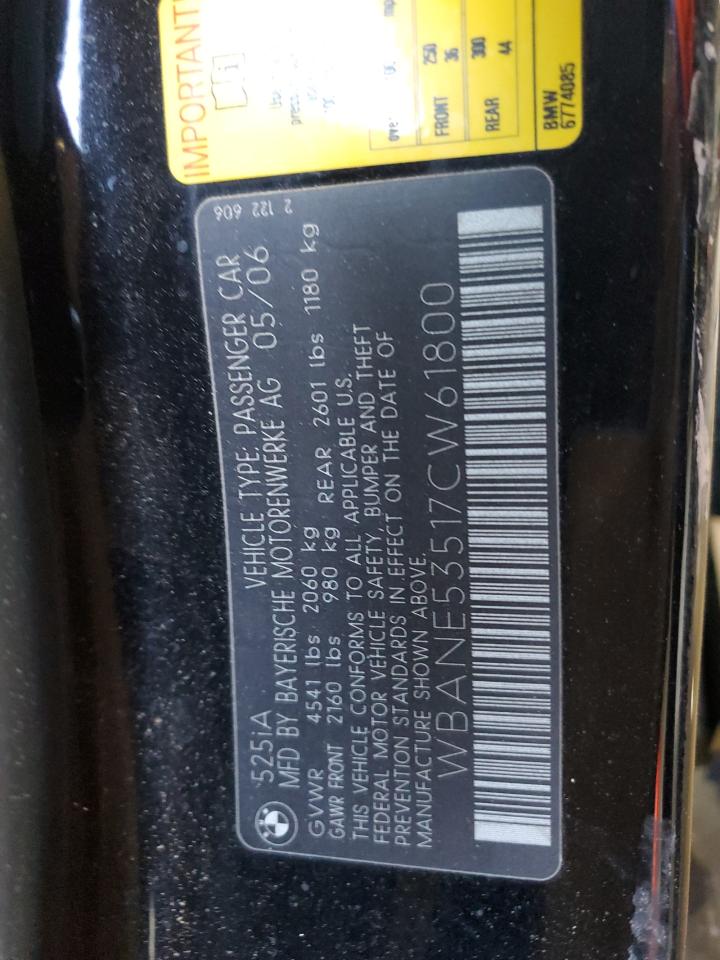 2 122 606
525iA VEHICLE TYPE: PASSENGER CAR
MFD BY BAYERISCHE MOTORENWERKE AG 05/06
GVWR 4541 lbs 2060 kg
GAWR FRONT 2160 lbs 980 kg REAR 2601 lbs 1180 kg
THIS VEHICLE CONFORMS TO ALL APPLICABLE U.S.
FEDERAL MOTOR VEHICLE SAFETY, BUMPER AND THEFT
PREVENTION STANDARDS IN EFFECT ON THE DATE OF
MANUFACTURE SHOWN ABOVE.
WBANE53517CW61800
IMPORTANT
i
over
FRONT 250 36
REAR 300 44
BMW
6774085